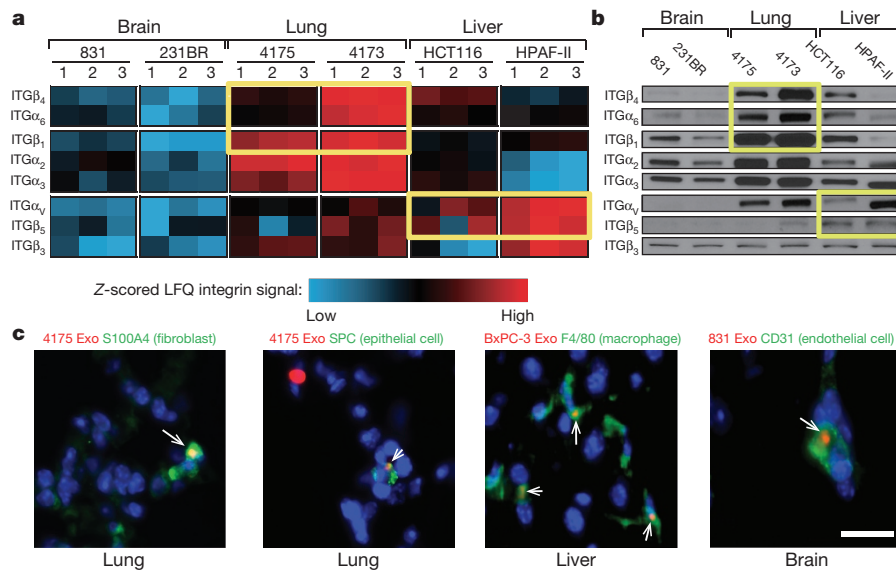 a
Brain Lung Liver
831 231BR 4175 4173 HCT116 HPAF-II
1 2 3 1 2 3 1 2 3 1 2 3 1 2 3 1 2 3
ITGβ4
ITGα6
ITGβ1
ITGα2
ITGα3
ITGαV
ITGβ5
ITGβ3
Z-scored LFQ integrin signal:
Low High
b
Brain Lung Liver
831 231BR 4175 4173 HCT116 HPAF-II
ITGβ4
ITGα6
ITGβ1
ITGα2
ITGα3
ITGαV
ITGβ5
ITGβ3
c
4175 Exo S100A4 (fibroblast)
4175 Exo SPC (epithelial cell)
BxPC-3 Exo F4/80 (macrophage)
831 Exo CD31 (endothelial cell)
Lung Lung Liver Brain